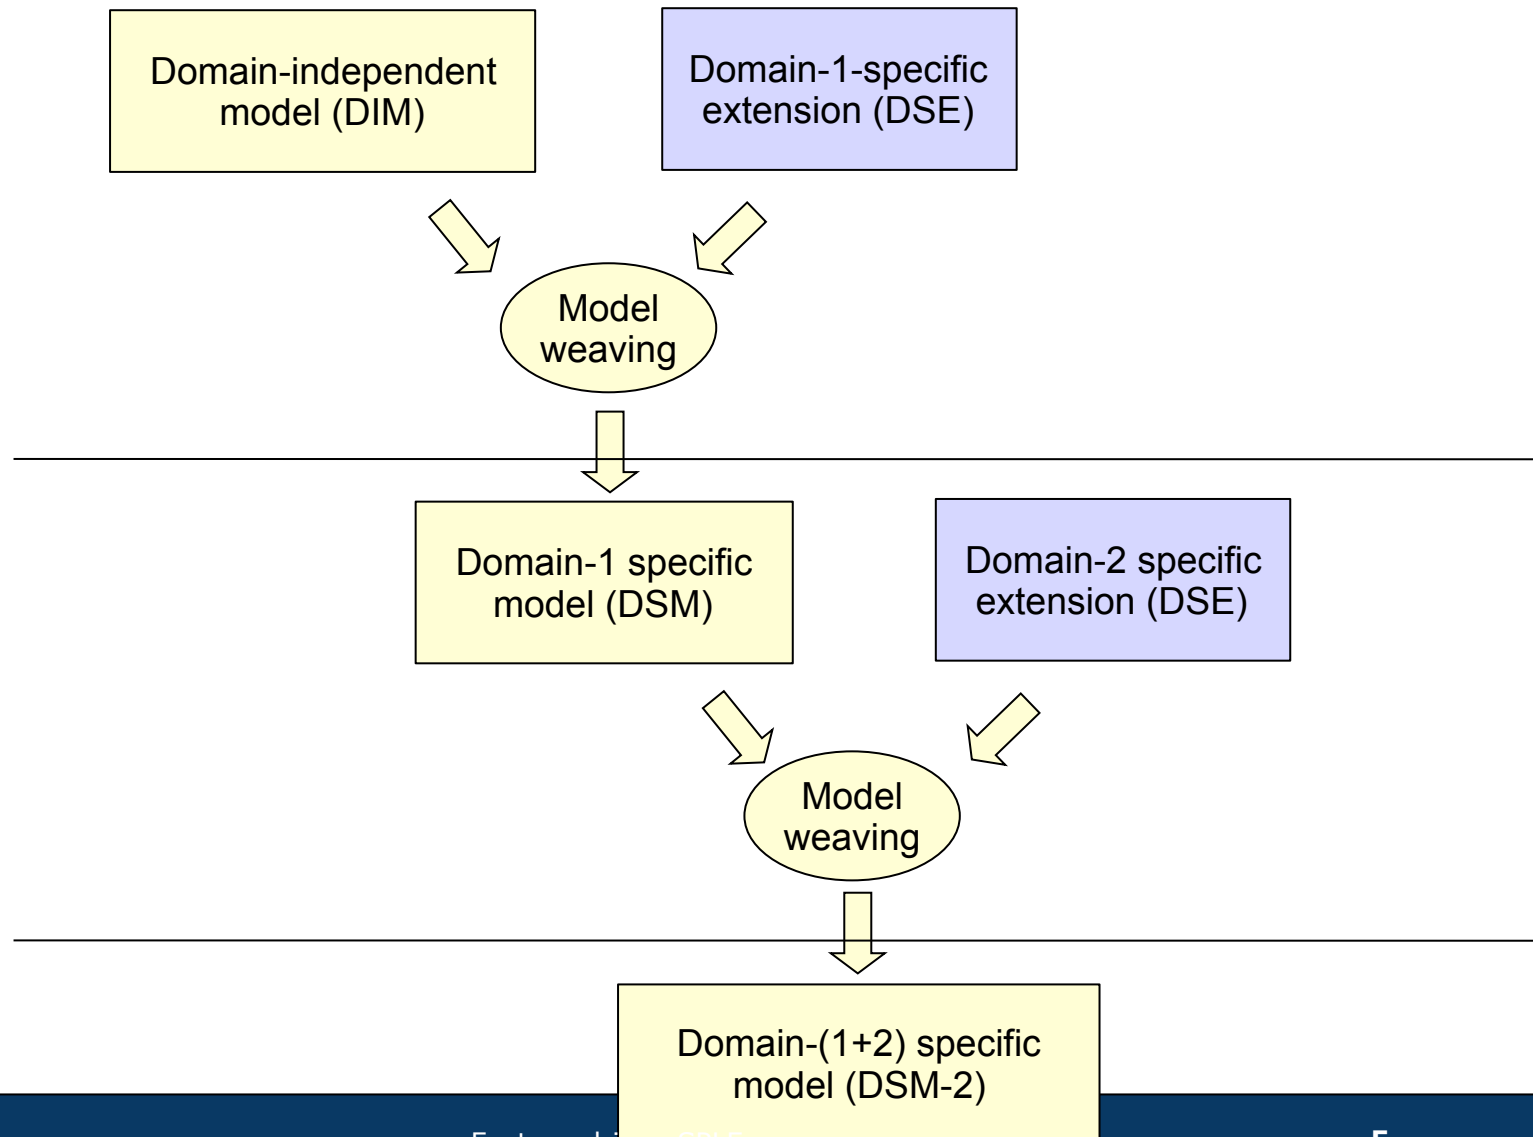 Domain-independent
model (DIM)
Domain-1-specific
extension (DSE)
Model
weaving
Domain-1 specific
model (DSM)
Domain-2 specific
extension (DSE)
Model
weaving
Domain-(1+2) specific
model (DSM-2)